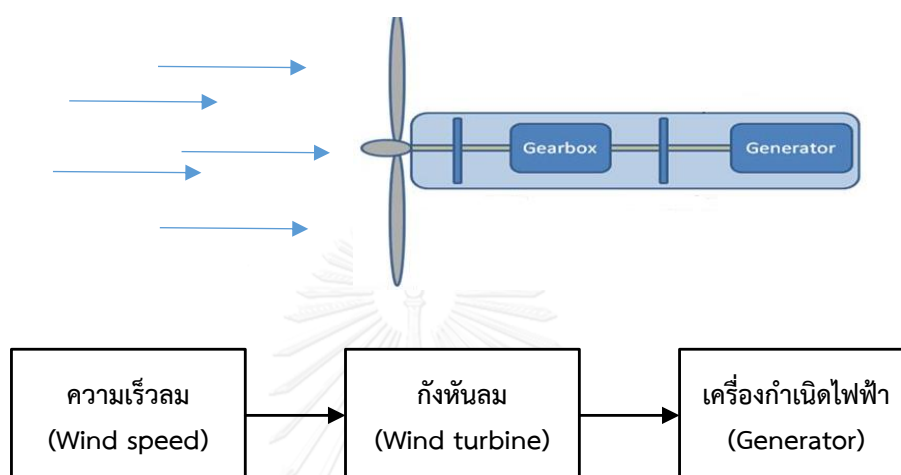 Gearbox
Generator
ความเร็วลม
(Wind speed)
กังหันลม
(Wind turbine)
เครื่องกำเนิดไฟฟ้า
(Generator)